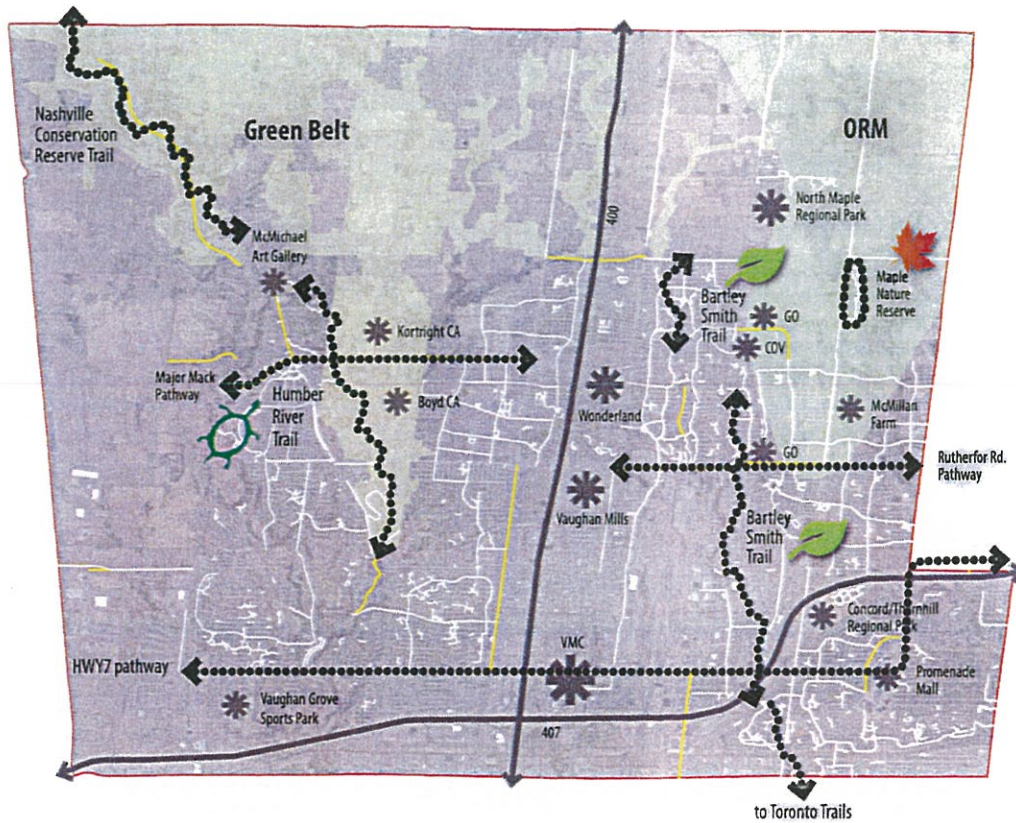 Nashville
Conservation
Reserve Trail
Green Belt
ORM
400
North Maple
Regional Park
McMichael
Art Gallery
Bartley
Smith
Trail
Maple
Nature
Reserve
GO
Kortright CA
COV
Major Mack
Pathway
Humber
River
Trail
Boyd CA
Wonderland
McMillan
Farm
GO
Rutherfor Rd.
Pathway
Vaughan Mills
Bartley
Smith
Trail
Concord/Thornhill
Regional Park
VMC
HWY7 pathway
Promenade
Mall
Vaughan Grove
Sports Park
407
to Toronto Trails